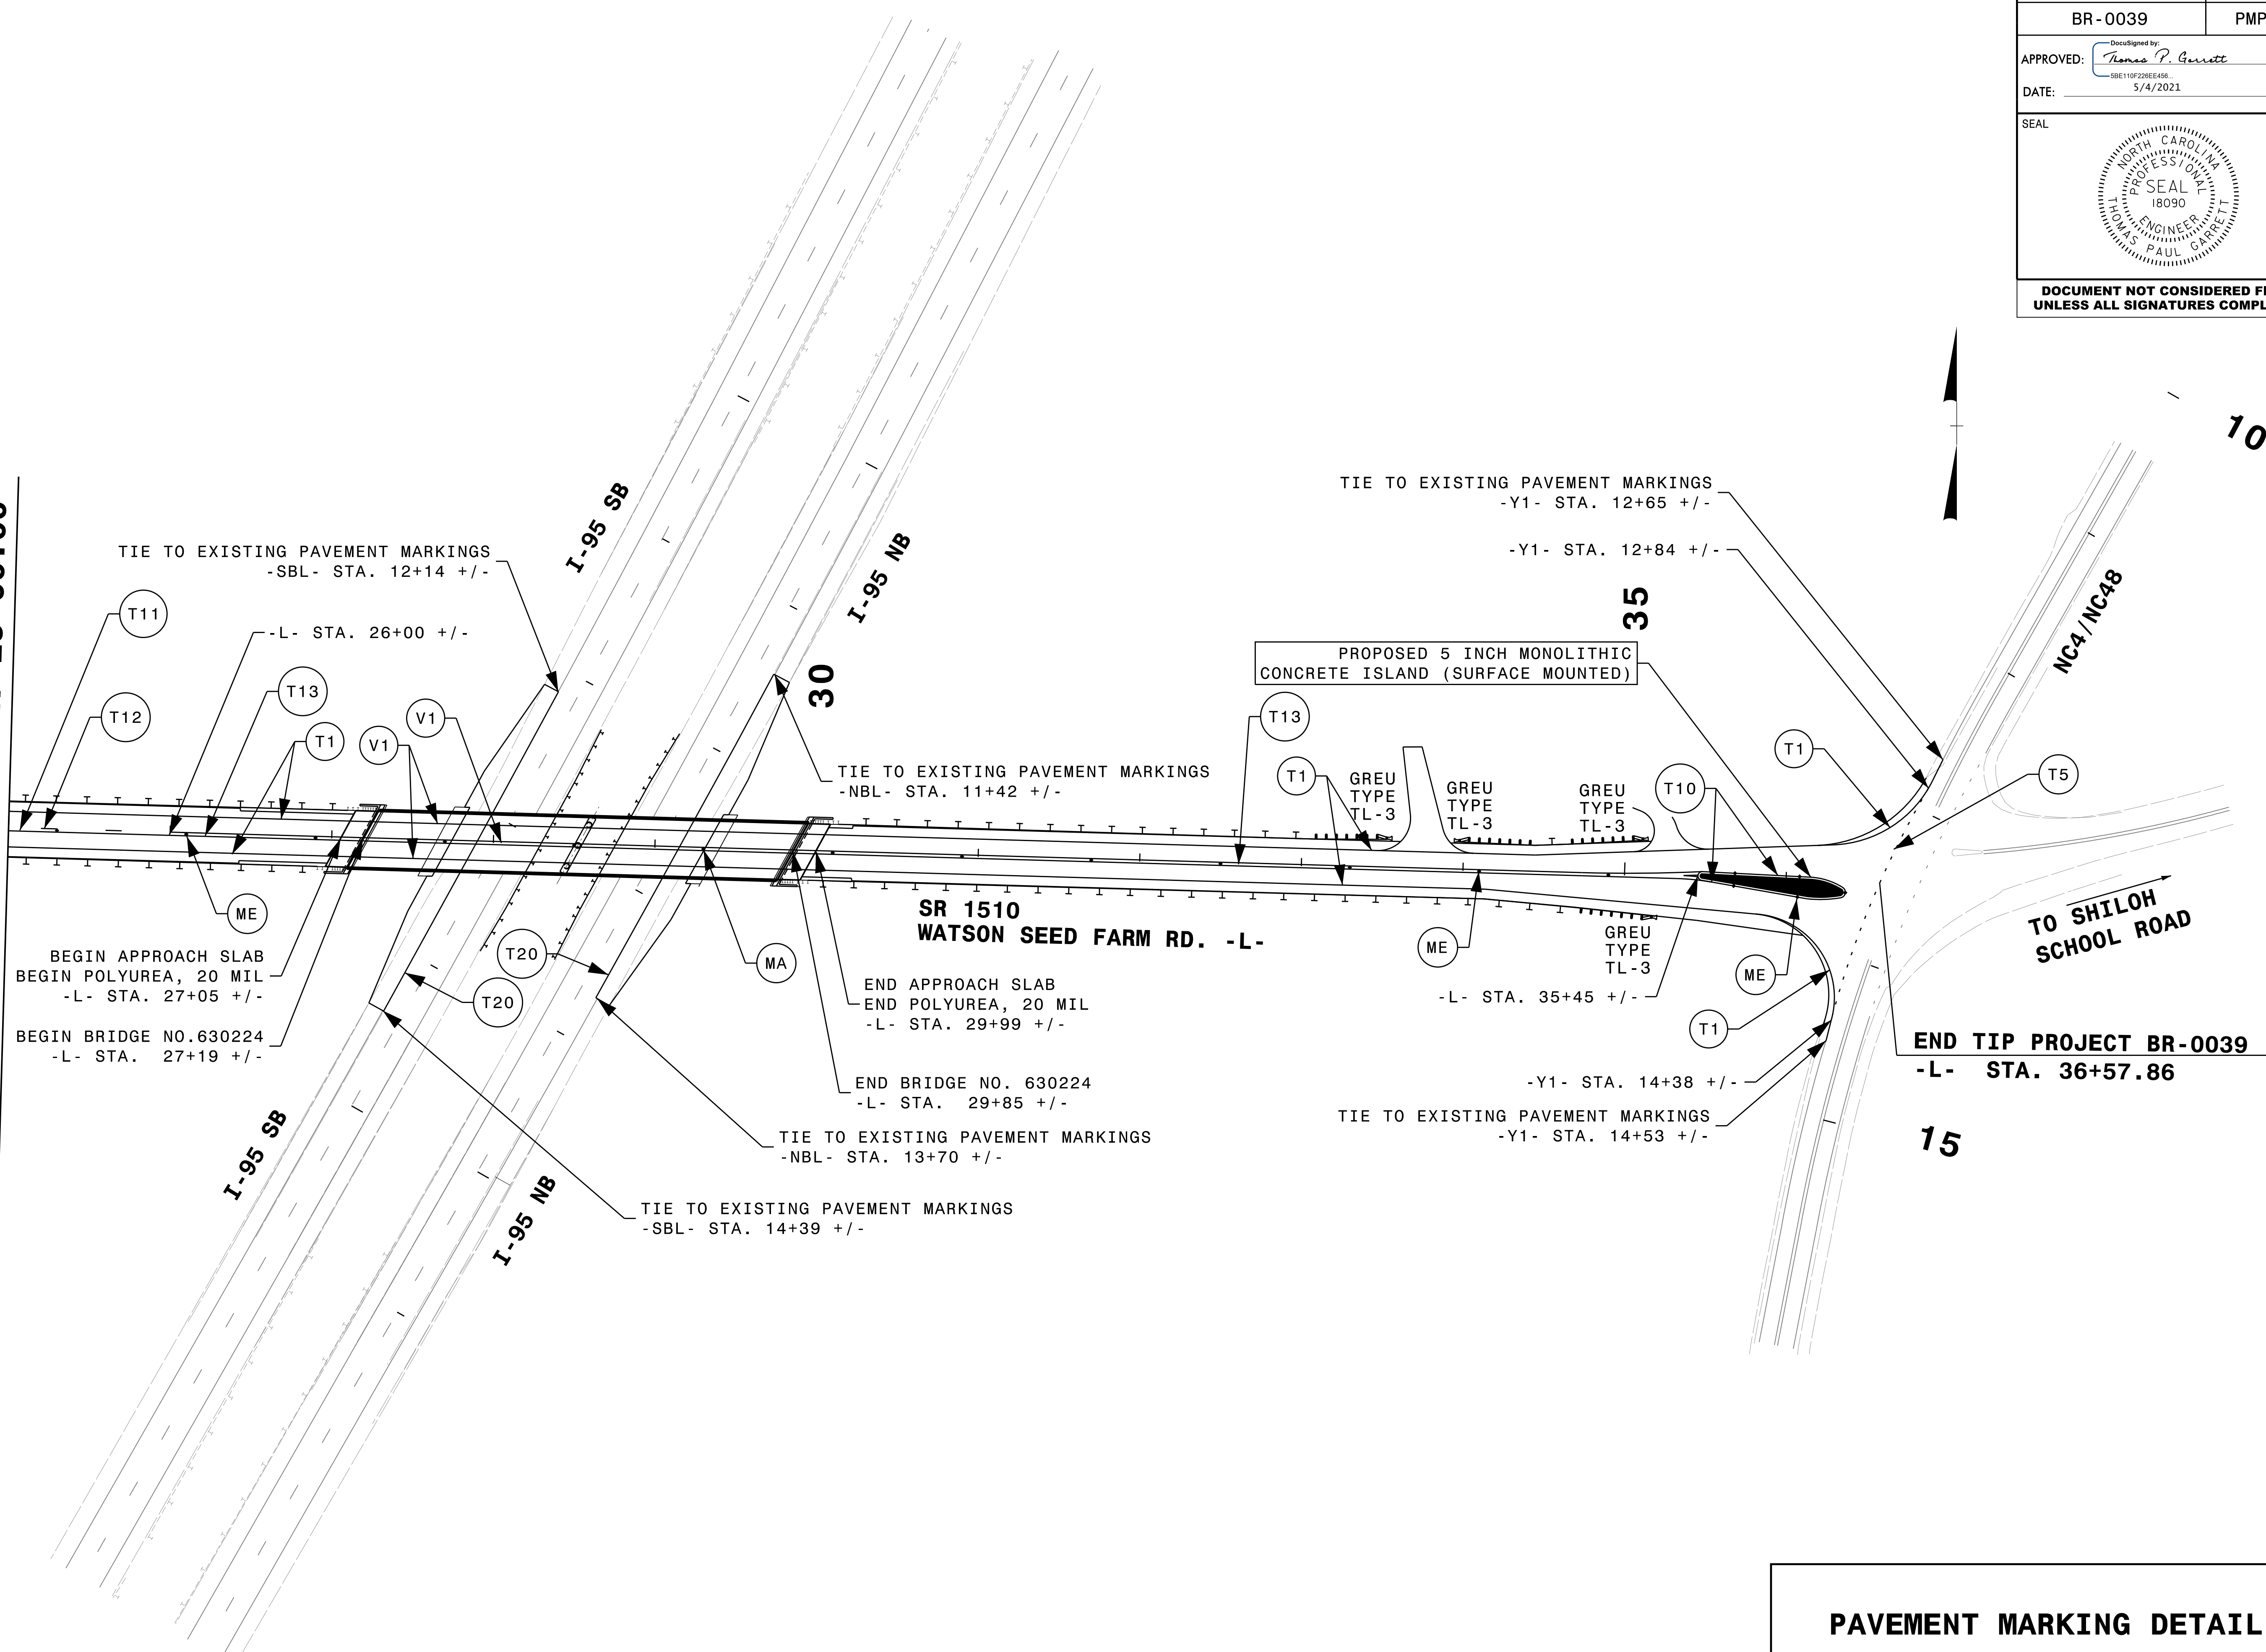 BR-0039
PMP
APPROVED:
DocuSigned by:
Thomas P. Garrett
5BE110F226EE456...
DATE:
5/4/2021
SEAL
NORTH CAROLINA
PROFESSIONAL
SEAL
18090
ENGINEER
THOMAS PAUL GARRETT
DOCUMENT NOT CONSIDERED
UNLESS ALL SIGNATURES
10
TIE TO EXISTING PAVEMENT MARKINGS
-Y1- STA. 12+65 +/-
-Y1- STA. 12+84 +/-
35
PROPOSED 5 INCH MONOLITHIC
CONCRETE ISLAND (SURFACE MOUNTED)
NC4/NC48
I-95 SB
I-95 NB
TIE TO EXISTING PAVEMENT MARKINGS
-SBL- STA. 12+14 +/-
T11
-L- STA. 26+00 +/-
T12
T13
T1
V1
V1
30
TIE TO EXISTING PAVEMENT MARKINGS
-NBL- STA. 11+42 +/-
T13
T1
GREU
TYPE
TL-3
GREU
TYPE
TL-3
GREU
TYPE
TL-3
T10
T1
T5
ME
BEGIN APPROACH SLAB
BEGIN POLYUREA, 20 MIL
-L- STA. 27+05 +/-
BEGIN BRIDGE NO.630224
-L- STA. 27+19 +/-
T20
T20
MA
SR 1510
WATSON SEED FARM RD. -L-
END APPROACH SLAB
END POLYUREA, 20 MIL
-L- STA. 29+99 +/-
END BRIDGE NO. 630224
-L- STA. 29+85 +/-
TIE TO EXISTING PAVEMENT MARKINGS
-NBL- STA. 13+70 +/-
TIE TO EXISTING PAVEMENT MARKINGS
-SBL- STA. 14+39 +/-
I-95 SB
I-95 NB
ME
GREU
TYPE
TL-3
-L- STA. 35+45 +/-
ME
T1
TO SHILOH
SCHOOL ROAD
END TIP PROJECT BR-0039
-L- STA. 36+57.86
-Y1- STA. 14+38 +/-
TIE TO EXISTING PAVEMENT MARKINGS
-Y1- STA. 14+53 +/-
15
PAVEMENT MARKING DETAIL